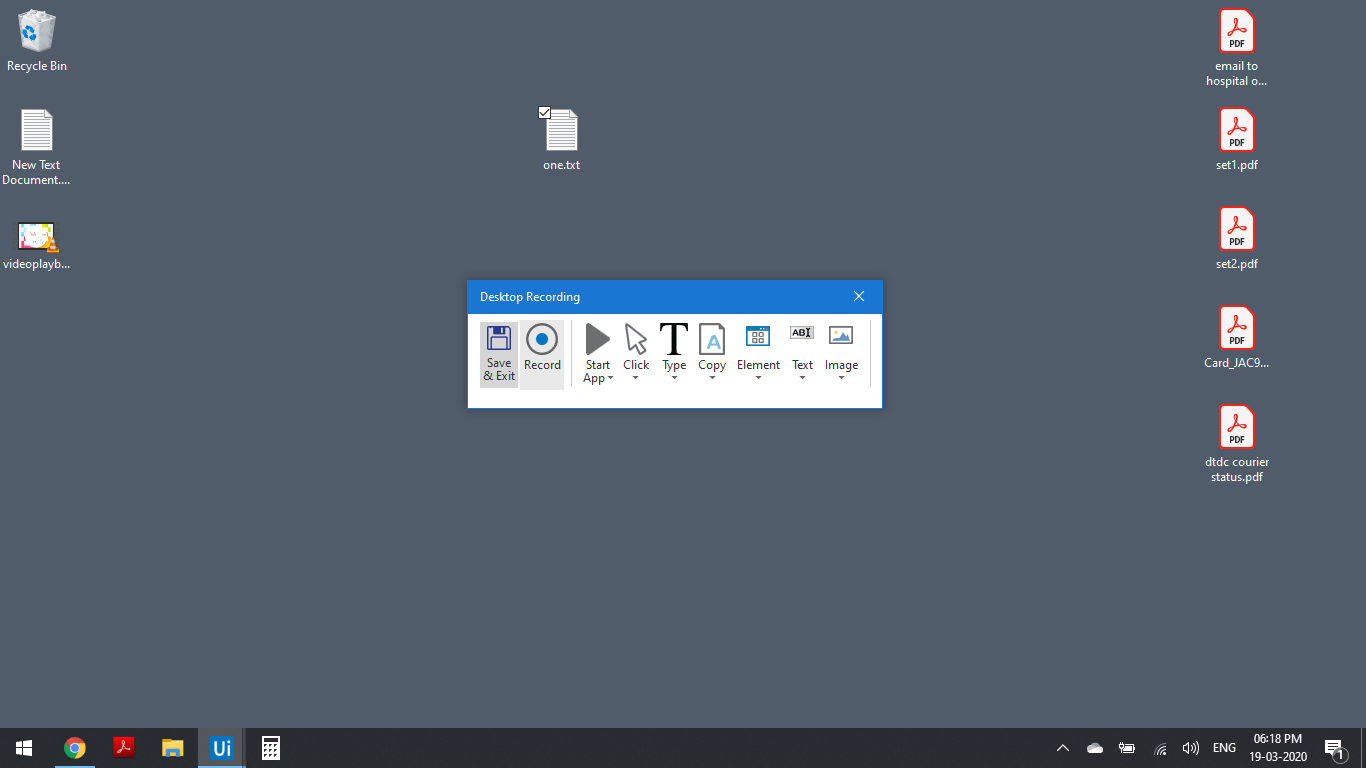 Recycle Bin
New Text
Document....
videoplayb...
one.txt
email to
hospital o...
set1.pdf
set2.pdf
Card_JAC9...
dtdc courier
status.pdf
PDF
PDF
PDF
PDF
PDF
Desktop Recording
Save
& Exit
Record
Start
App
Click
T
Type
A
Copy
Element
AB
Text
Image
Ui
ENG
06:18 PM
19-03-2020
1